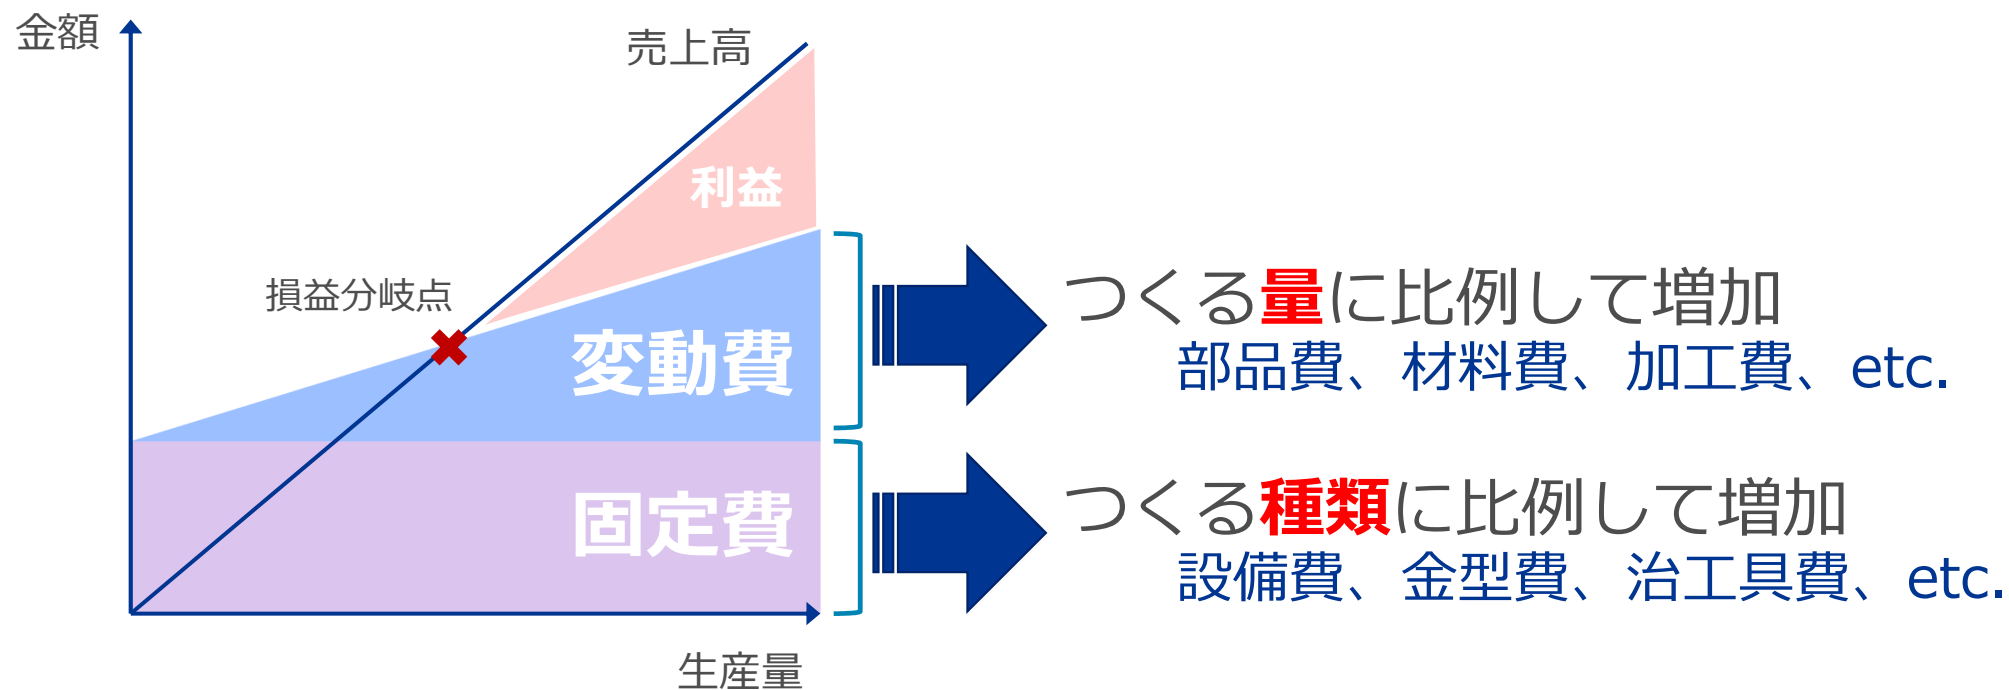 金額
売上高
利益
損益分岐点
変動費
固定費
生産量
つくる量に比例して増加
部品費、材料費、加工費、etc.
つくる種類に比例して増加
設備費、金型費、治工具費、etc.